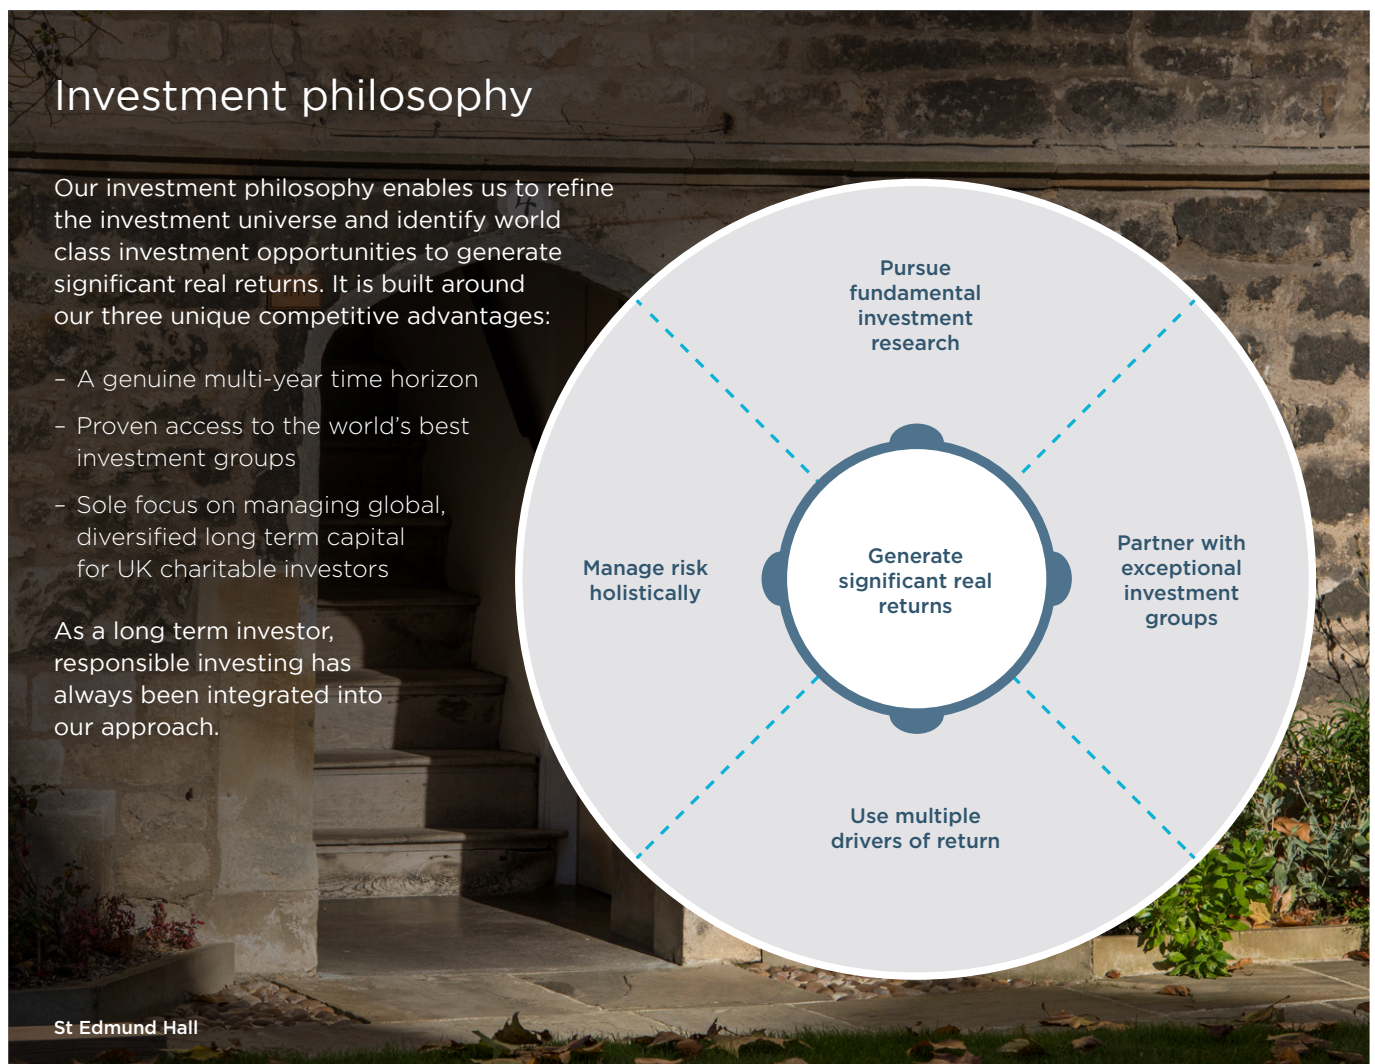 Investment philosophy
Our investment philosophy enables us to refine
the investment universe and identify world
class investment opportunities to generate
significant real returns. It is built around
our three unique competitive advantages:
– A genuine multi-year time horizon
– Proven access to the world’s best
investment groups
– Sole focus on managing global,
diversified long term capital
for UK charitable investors
As a long term investor,
responsible investing has
always been integrated into
our approach.
Pursue
fundamental
investment
research
Partner with
exceptional
investment
groups
Use multiple
drivers of return
Manage risk
holistically
Generate
significant real
returns
St Edmund Hall